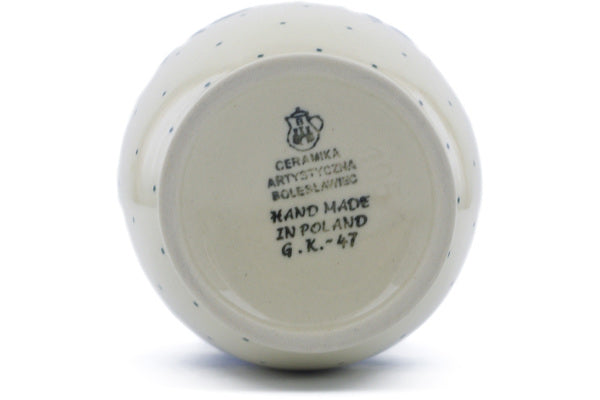 CERAMIKA
ARTYSTYCZNA
BOLESŁAWIEC
HAND MADE
IN POLAND
G.K.-47